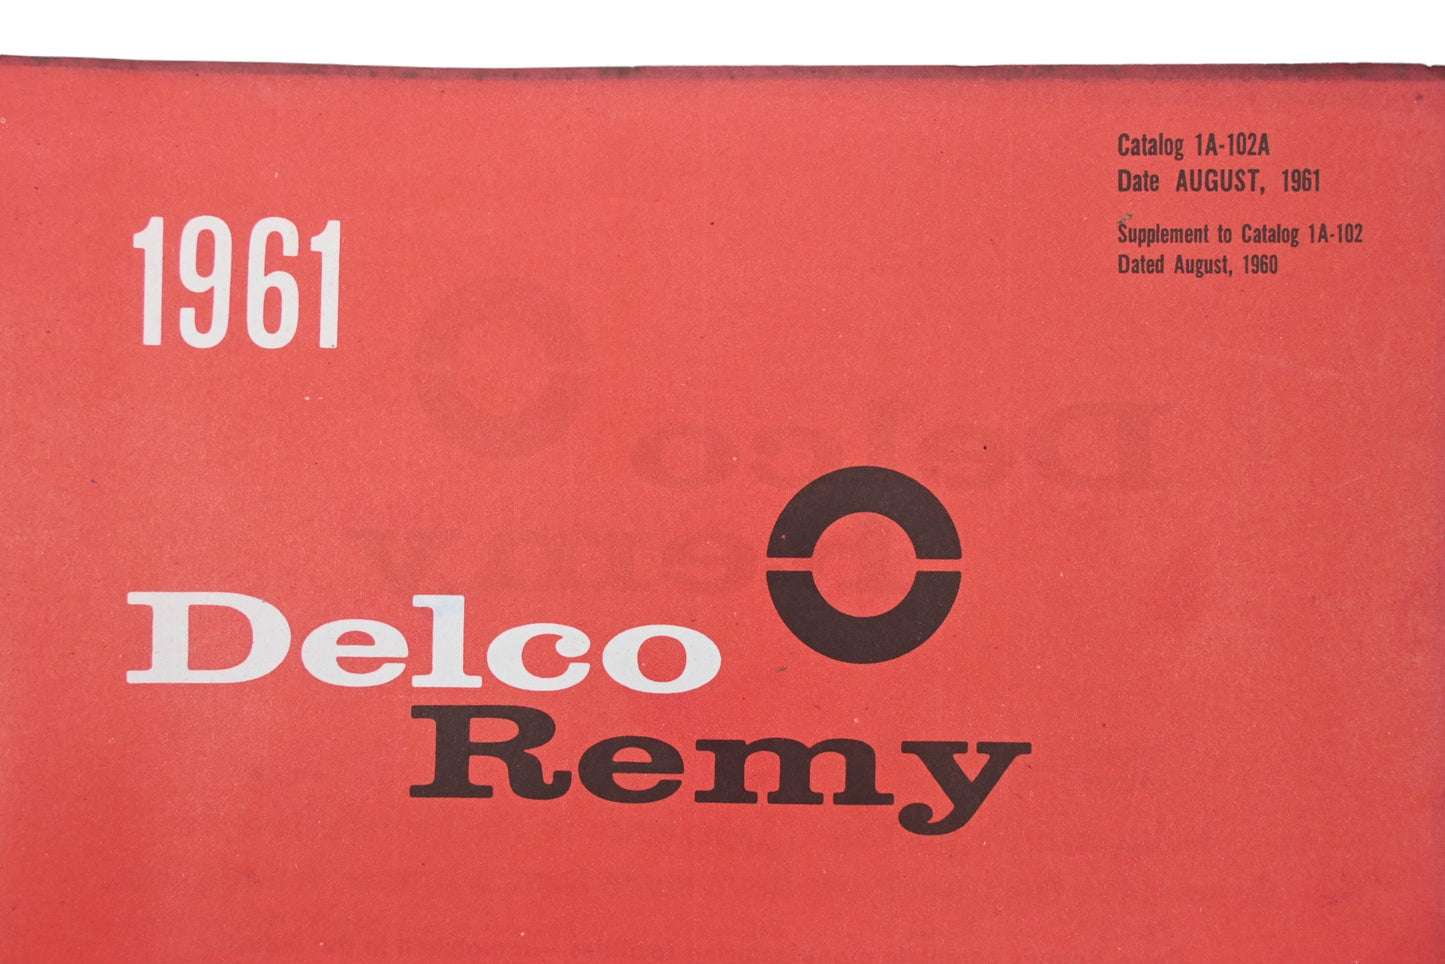 Catalog 1A-102A
Date AUGUST, 1961
Supplement to Catalog 1A-102
Dated August, 1960
1961
Delco
Remy